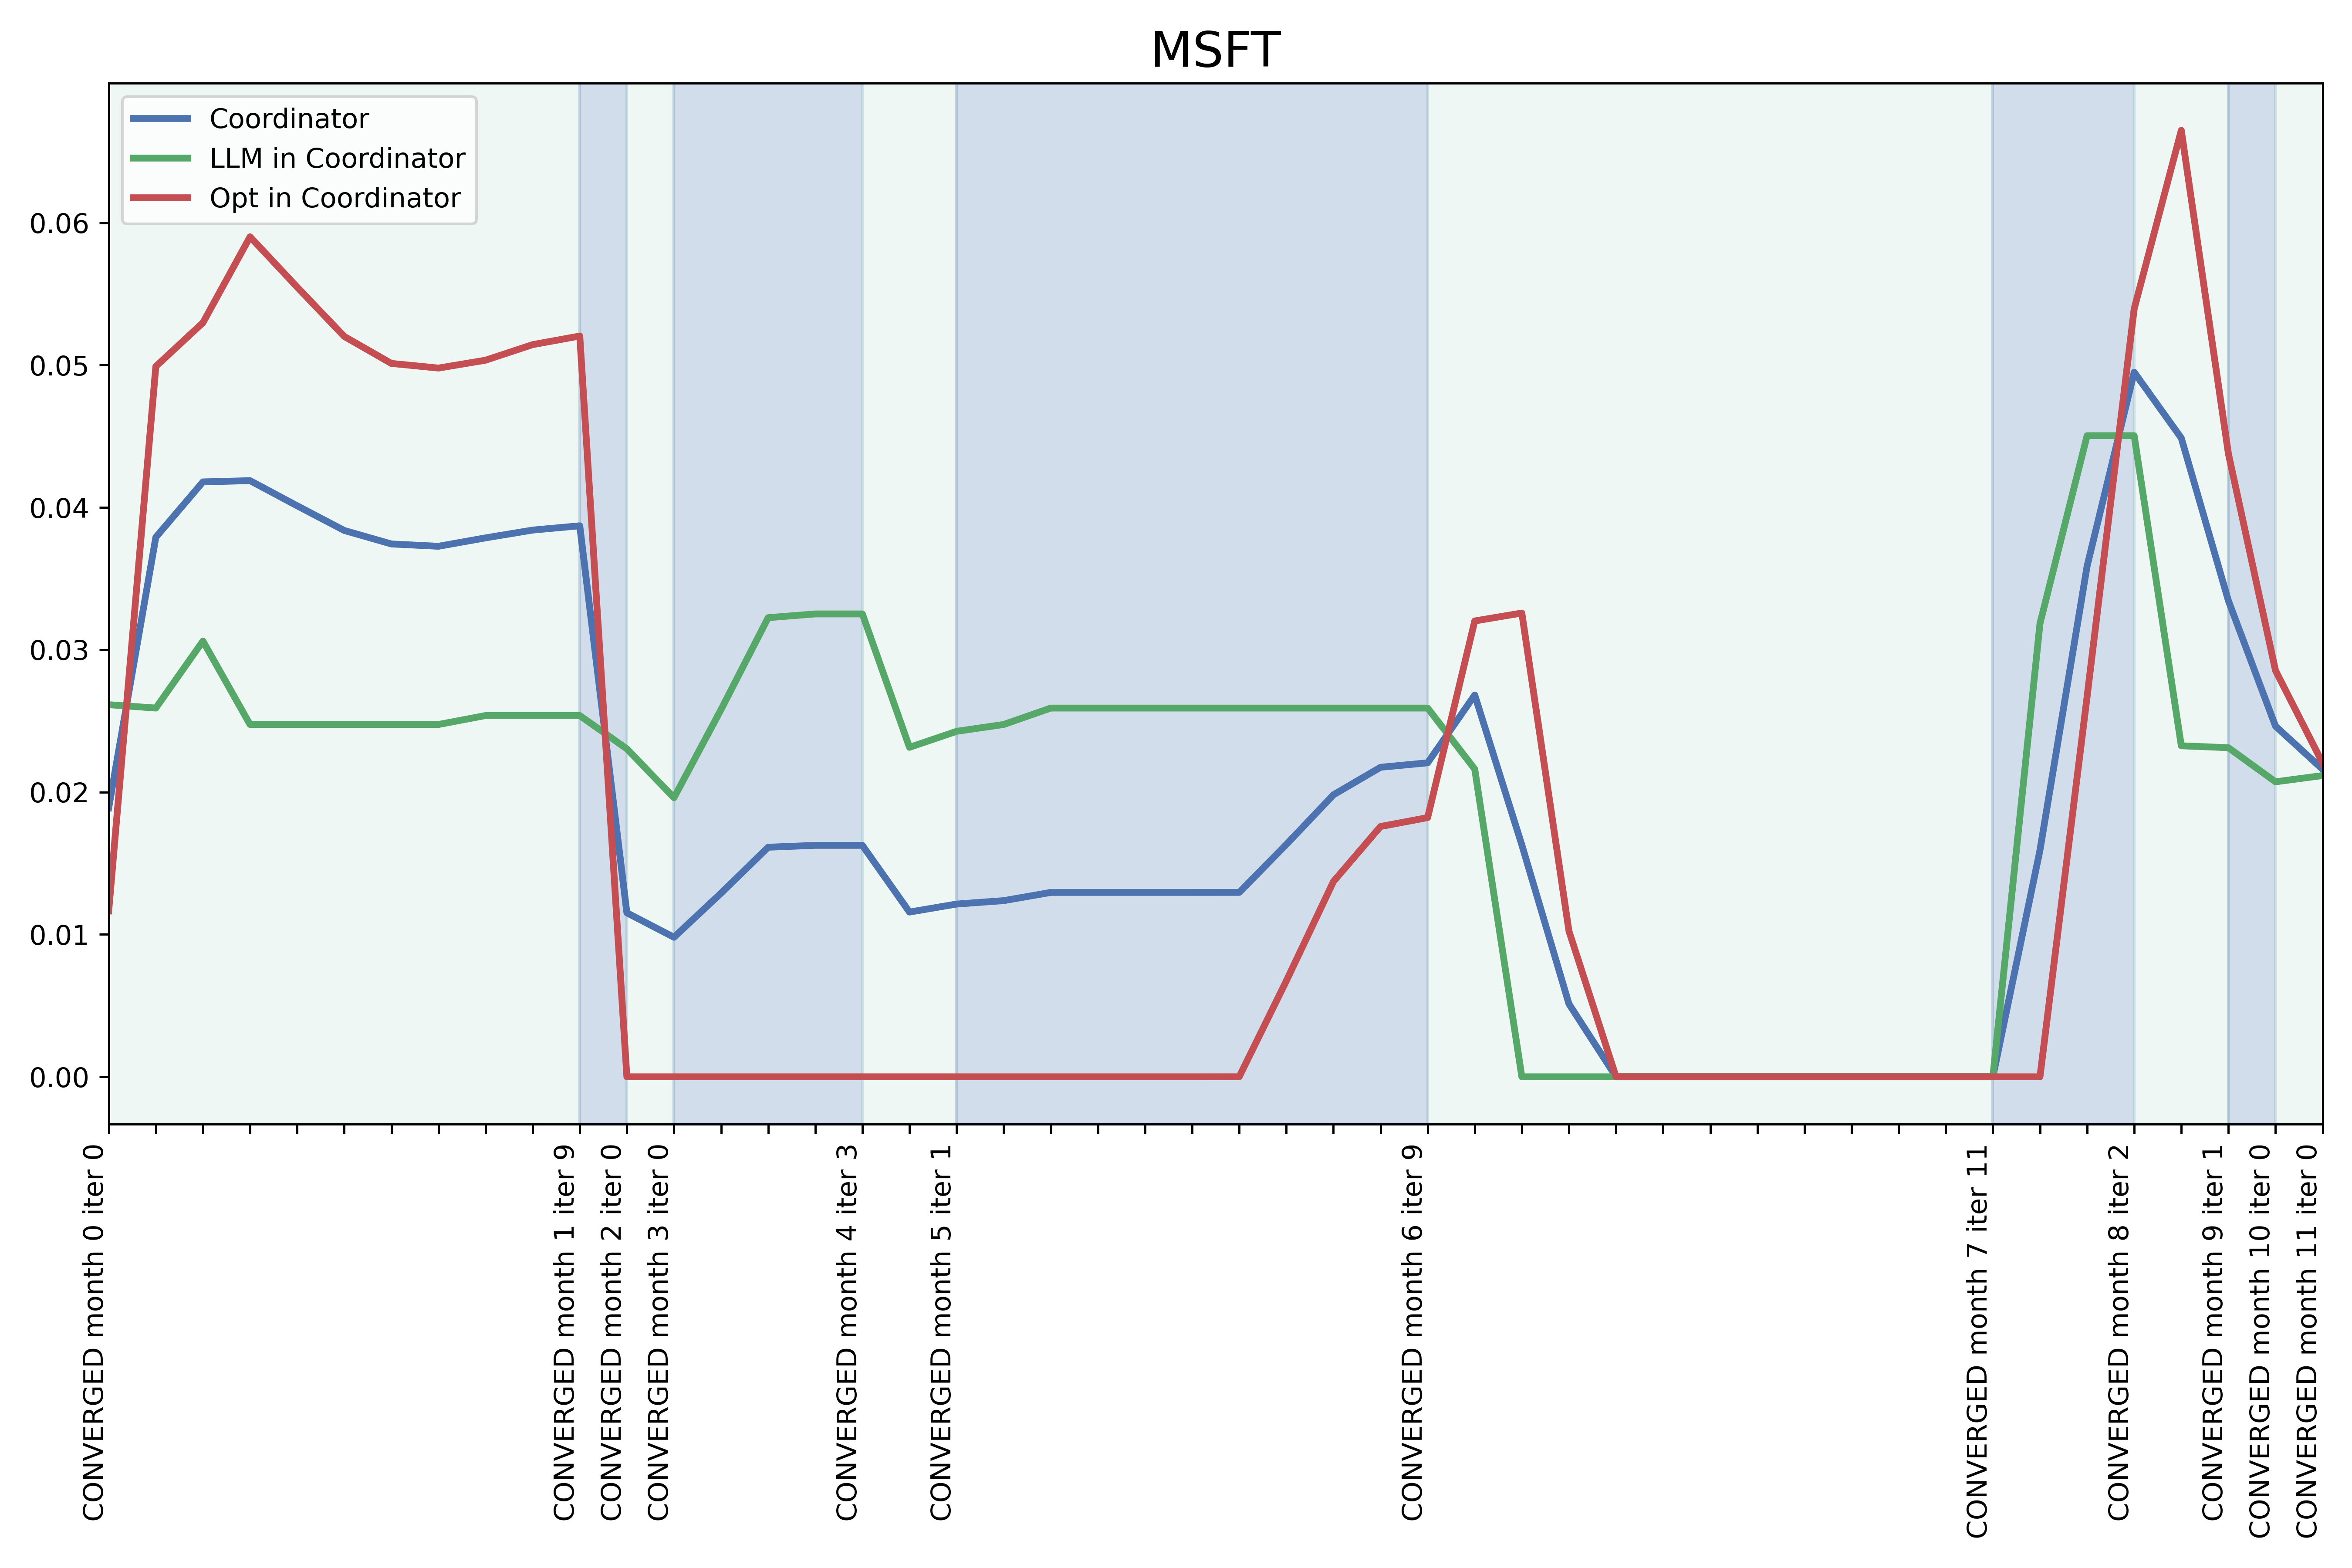 MSFT
Coordinator
LLM in Coordinator
Opt in Coordinator
0.06
0.05
0.04
0.03
0.02
0.01
0.00
CONVERGED month 0 iter 0
CONVERGED month 1 iter 9
CONVERGED month 2 iter 0
CONVERGED month 3 iter 0
CONVERGED month 4 iter 3
CONVERGED month 5 iter 1
CONVERGED month 6 iter 9
CONVERGED month 7 iter 11
CONVERGED month 8 iter 2
CONVERGED month 9 iter 1
CONVERGED month 10 iter 0
CONVERGED month 11 iter 0